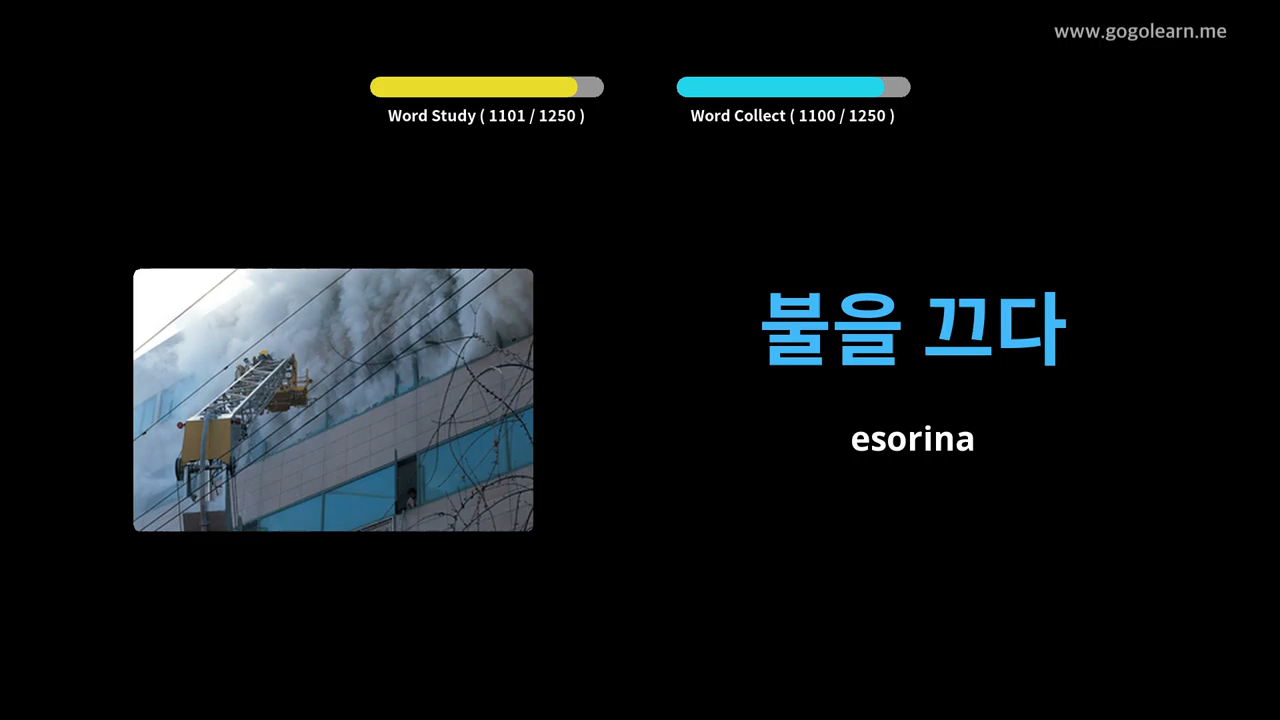 www.gogolearn.me
Word Study ( 1101 / 1250 )
Word Collect ( 1100 / 1250 )
불을 끄다
esorina